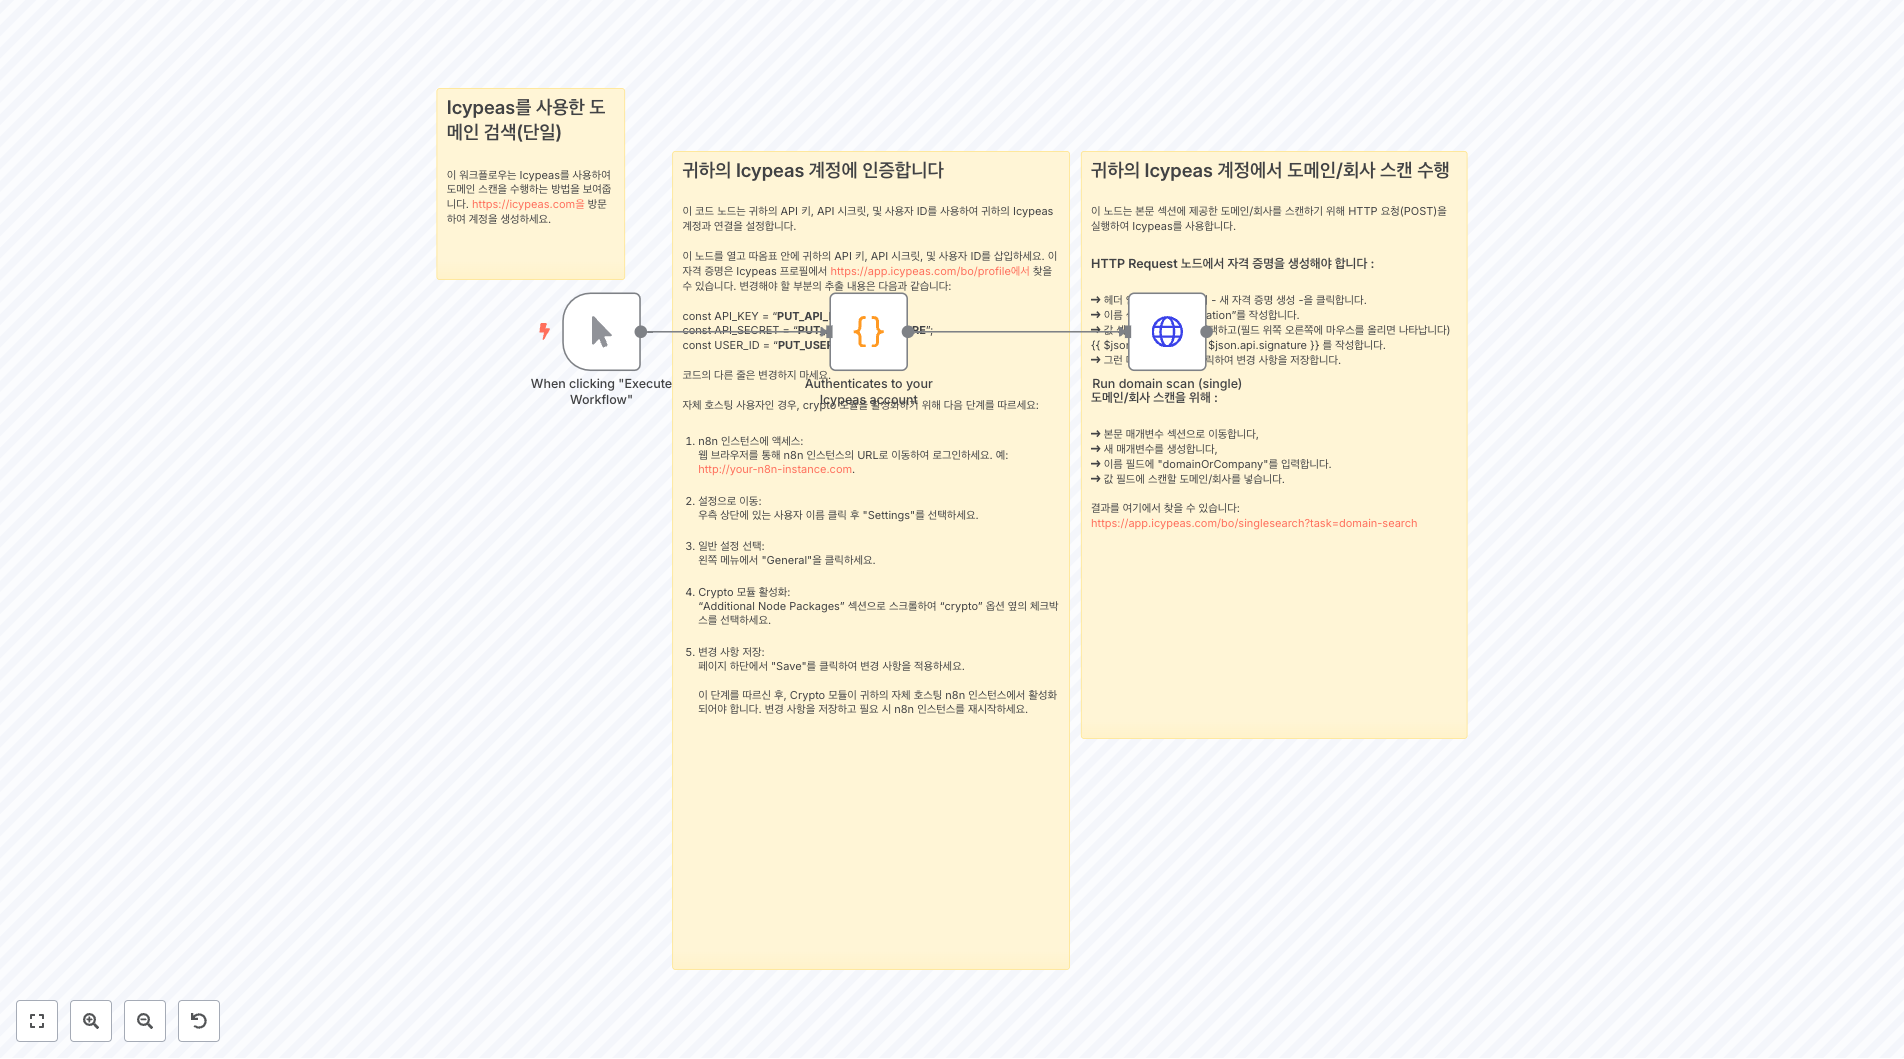 Icypeas를 사용한 도
메인 검색(단일)
이 워크플로우는 Icypeas를 사용하여
도메인 스캔을 수행하는 방법을 보여줍
니다. https://icypeas.com을 방문
하여 계정을 생성하세요.
When clicking "Execute
Workflow"
귀하의 Icypeas 계정에 인증합니다
이 코드 노드는 귀하의 API 키, API 시크릿, 및 사용자 ID를 사용하여 귀하의 Icypeas
계정과 연결을 설정합니다.
이 노드를 열고 따옴표 안에 귀하의 API 키, API 시크릿, 및 사용자 ID를 삽입하세요. 이
자격 증명은 Icypeas 프로필에서 https://app.icypeas.com/bo/profile에서 찾을
수 있습니다. 변경해야 할 부분의 추출 내용은 다음과 같습니다:
const API_KEY = “PUT_API_
const API_SECRET = “PUT_ RE”;
const USER_ID = “PUT_USER
코드의 다른 줄은 변경하지 마세요.
Authenticates to your
Icypeas account
자체 호스팅 사용자인 경우, crypto 모듈을 활성화하기 위해 다음 단계를 따르세요:
1. n8n 인스턴스에 액세스:
웹 브라우저를 통해 n8n 인스턴스의 URL로 이동하여 로그인하세요. 예:
http://your-n8n-instance.com.
2. 설정으로 이동:
우측 상단에 있는 사용자 이름 클릭 후 "Settings"를 선택하세요.
3. 일반 설정 선택:
왼쪽 메뉴에서 "General"을 클릭하세요.
4. Crypto 모듈 활성화:
“Additional Node Packages” 섹션으로 스크롤하여 “crypto” 옵션 옆의 체크박
스를 선택하세요.
5. 변경 사항 저장:
페이지 하단에서 "Save"를 클릭하여 변경 사항을 적용하세요.
이 단계를 따르신 후, Crypto 모듈이 귀하의 자체 호스팅 n8n 인스턴스에서 활성화
되어야 합니다. 변경 사항을 저장하고 필요 시 n8n 인스턴스를 재시작하세요.
귀하의 Icypeas 계정에서 도메인/회사 스캔 수행
이 노드는 본문 섹션에 제공한 도메인/회사를 스캔하기 위해 HTTP 요청(POST)을
실행하여 Icypeas를 사용합니다.
HTTP Request 노드에서 자격 증명을 생성해야 합니다 :
➔ 헤더 - 새 자격 증명 생성 -을 클릭합니다.
➔ 이름 ation”를 작성합니다.
➔ 값 택하고(필드 위쪽 오른쪽에 마우스를 올리면 나타납니다)
{{ $json $json.api.signature }} 를 작성합니다.
➔ 그런 릭하여 변경 사항을 저장합니다.
Run domain scan (single)
도메인/회사 스캔을 위해 :
➔ 본문 매개변수 섹션으로 이동합니다,
➔ 새 매개변수를 생성합니다,
➔ 이름 필드에 "domainOrCompany"를 입력합니다.
➔ 값 필드에 스캔할 도메인/회사를 넣습니다.
결과를 여기에서 찾을 수 있습니다:
https://app.icypeas.com/bo/singlesearch?task=domain-search